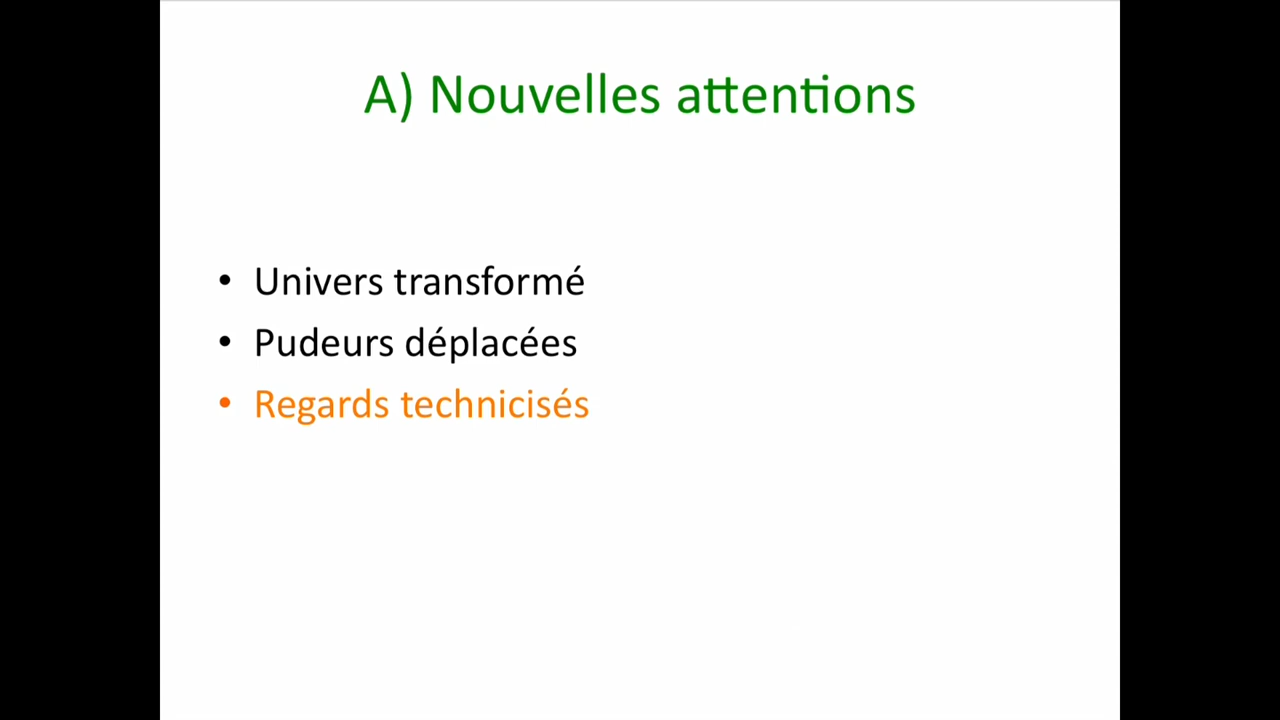 A) Nouvelles attentions
• Univers transformé
• Pudeurs déplacées
• Regards technicisés